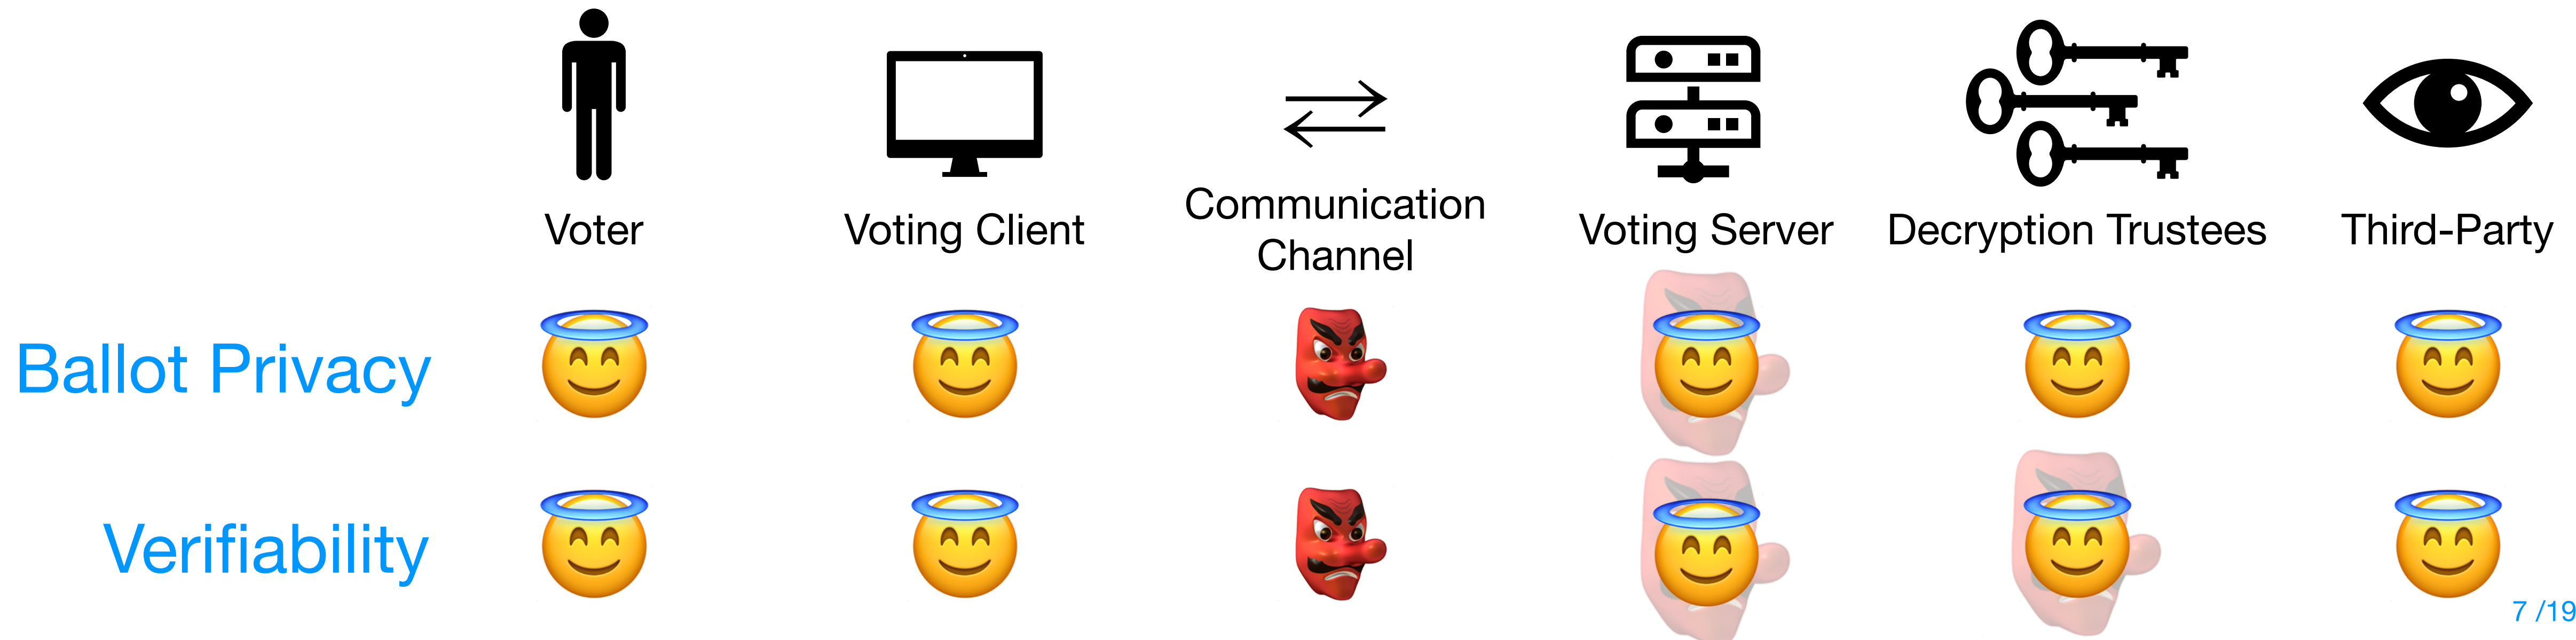 Voter
Voting Client
Communication
Channel
Voting Server
Decryption Trustees
Third-Party
Ballot Privacy
Verifiability
7 /19